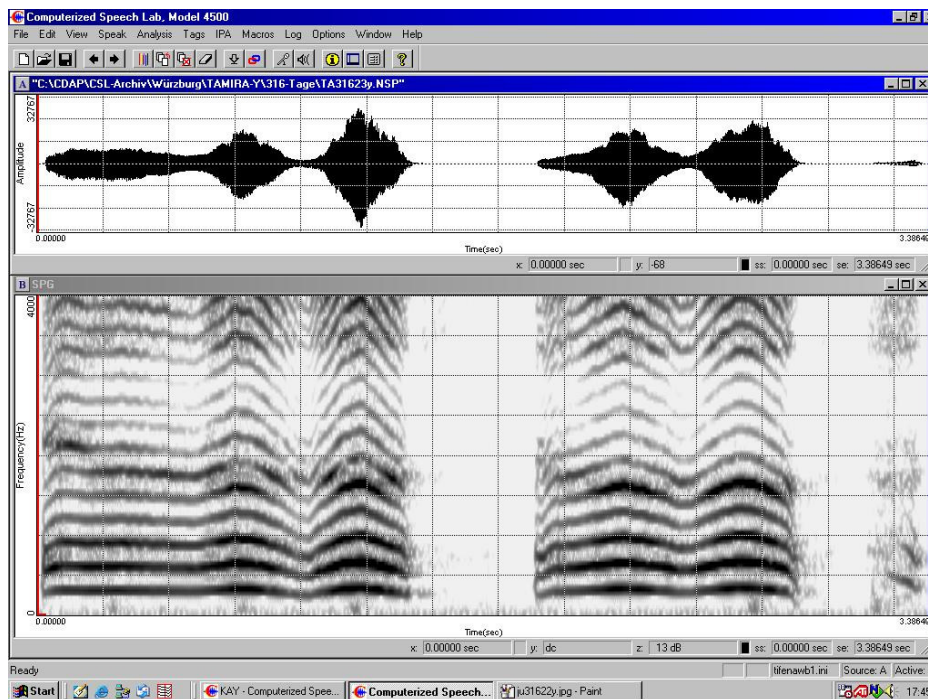 Computerized Speech Lab, Model 4500
File Edit View Speak Analysis Tags IPA Macros Log Options Window Help
A "C:\CDAP\CSL-Archiv\Würzburg\TAMIRA-Y\316-Tage\TA31623y.NSP"
32767
Amplitude
-32767
0.00000 3.38649
Time(sec)
x: 0.00000 sec y: -68 ss: 0.00000 sec se: 3.38649 sec
B SPG
4000
Frequency(Hz)
0
0.00000 3.38649
Time(sec)
x: 0.00000 sec y: dc z: 13 dB ss: 0.00000 sec se: 3.38649 sec
Ready tifenawb1.ini Source: A Active:
Start KAY - Computerized Spee... Computerized Speech... ju31622y.jpg - Paint